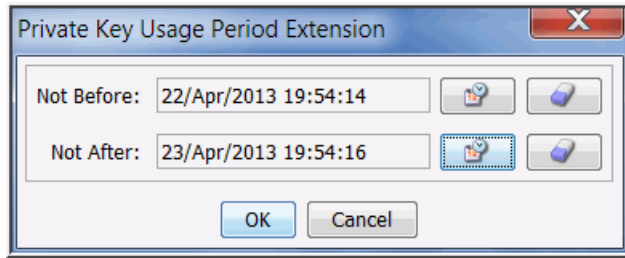 Private Key Usage Period Extension
Not Before: 22/Apr/2013 19:54:14
Not After: 23/Apr/2013 19:54:16
OK Cancel